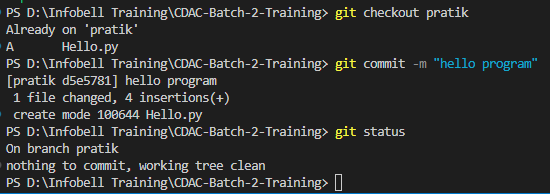 PS D:\Infobell Training\CDAC-Batch-2-Training> git checkout pratik
Already on 'pratik'
A       Hello.py
PS D:\Infobell Training\CDAC-Batch-2-Training> git commit -m "hello program"
[pratik d5e5781] hello program
 1 file changed, 4 insertions(+)
 create mode 100644 Hello.py
PS D:\Infobell Training\CDAC-Batch-2-Training> git status
On branch pratik
nothing to commit, working tree clean
PS D:\Infobell Training\CDAC-Batch-2-Training>